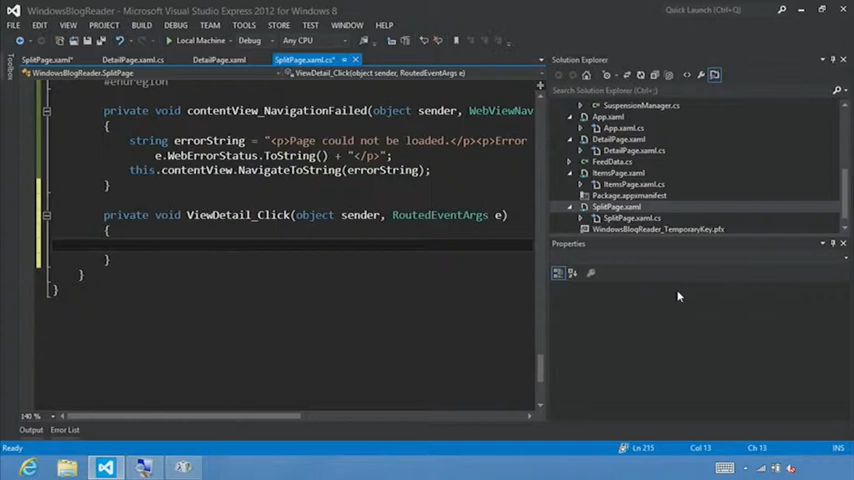 WindowsBlogReader - Microsoft Visual Studio Express 2012 for Windows 8
Quick Launch (Ctrl+Q)
FILE EDIT VIEW PROJECT BUILD DEBUG TEAM TOOLS STORE TEST WINDOW HELP
Local Machine Debug Any CPU
Toolbox
SplitPage.xaml* DetailPage.xaml.cs DetailPage.xaml SplitPage.xaml.cs*
WindowsBlogReader.SplitPage ViewDetail_Click(object sender, RoutedEventArgs e)
#endregion
private void contentView_NavigationFailed(object sender, WebViewNav
{
string errorString = "<p>Page could not be loaded.</p><p>Error
e.WebErrorStatus.ToString() + "</p>";
this.contentView.NavigateToString(errorString);
}
private void ViewDetail_Click(object sender, RoutedEventArgs e)
{
}
}
}
140 %
Solution Explorer
Search Solution Explorer (Ctrl+;)
SuspensionManager.cs
App.xaml
App.xaml.cs
DetailPage.xaml
DetailPage.xaml.cs
FeedData.cs
ItemsPage.xaml
ItemsPage.xaml.cs
Package.appxmanifest
SplitPage.xaml
SplitPage.xaml.cs
WindowsBlogReader_TemporaryKey.pfx
Properties
Output Error List
Ready Ln 215 Col 13 Ch 13 INS